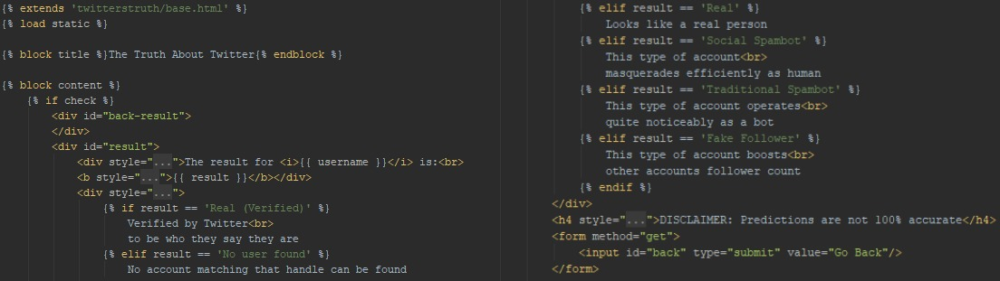 {% extends 'twitterstruth/base.html' %}
{% load static %}
{% block title %}The Truth About Twitter{% endblock %}
{% block content %}
{% if check %}
<div id="back-result">
</div>
<div id="result">
<div style="...">The result for <i>{{ username }}</i> is:<br>
<b style="...">{{ result }}</b></div>
<div style="...">
{% if result == 'Real (Verified)' %}
Verified by Twitter<br>
to be who they say they are
{% elif result == 'No user found' %}
No account matching that handle can be found
{% elif result == 'Real' %}
Looks like a real person
{% elif result == 'Social Spambot' %}
This type of account<br>
masquerades efficiently as human
{% elif result == 'Traditional Spambot' %}
This type of account operates<br>
quite noticeably as a bot
{% elif result == 'Fake Follower' %}
This type of account boosts<br>
other accounts follower count
{% endif %}
</div>
<h4 style="...">DISCLAIMER: Predictions are not 100% accurate</h4>
<form method="get">
<input id="back" type="submit" value="Go Back"/>
</form>